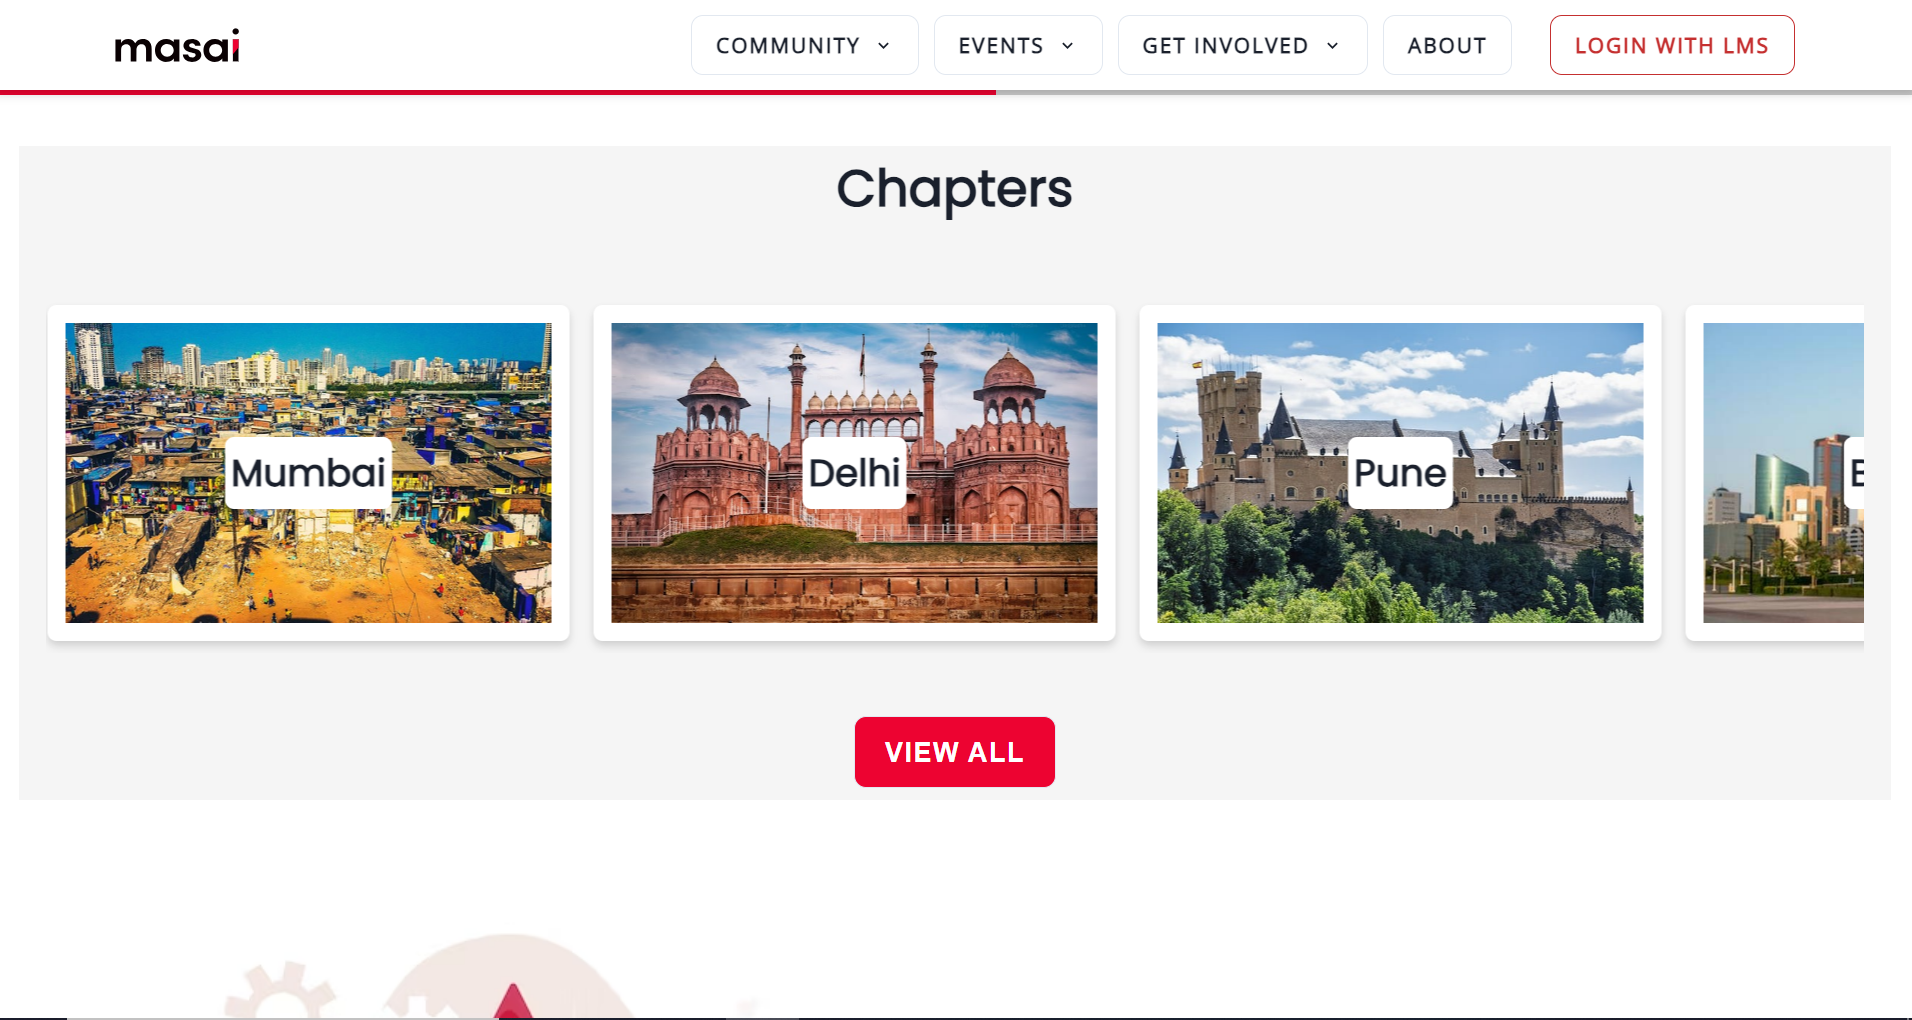 masai
COMMUNITY
EVENTS
GET INVOLVED
ABOUT
LOGIN WITH LMS
Chapters
Mumbai
Delhi
Pune
VIEW ALL